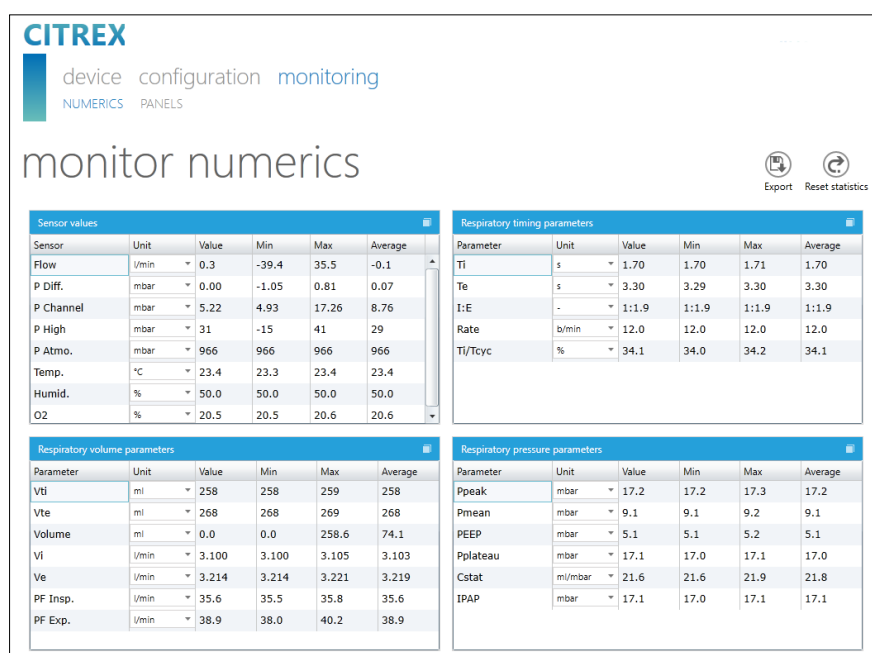 CITREX
device configuration monitoring
NUMERICS PANELS
monitor numerics
Export Reset statistics
Sensor values
Sensor Unit Value Min Max Average
Flow l/min 0.3 -39.4 35.5 -0.1
P Diff. mbar 0.00 -1.05 0.81 0.07
P Channel mbar 5.22 4.93 17.26 8.76
P High mbar 31 -15 41 29
P Atmo. mbar 966 966 966 966
Temp. °C 23.4 23.3 23.4 23.4
Humid. % 50.0 50.0 50.0 50.0
O2 % 20.5 20.5 20.6 20.6
Respiratory timing parameters
Parameter Unit Value Min Max Average
Ti s 1.70 1.70 1.71 1.70
Te s 3.30 3.29 3.30 3.30
I:E - 1:1.9 1:1.9 1:1.9 1:1.9
Rate b/min 12.0 12.0 12.0 12.0
Ti/Tcyc % 34.1 34.0 34.2 34.1
Respiratory volume parameters
Parameter Unit Value Min Max Average
Vti ml 258 258 259 258
Vte ml 268 268 269 268
Volume ml 0.0 0.0 258.6 74.1
Vi l/min 3.100 3.100 3.105 3.103
Ve l/min 3.214 3.214 3.221 3.219
PF Insp. l/min 35.6 35.5 35.8 35.6
PF Exp. l/min 38.9 38.0 40.2 38.9
Respiratory pressure parameters
Parameter Unit Value Min Max Average
Ppeak mbar 17.2 17.2 17.3 17.2
Pmean mbar 9.1 9.1 9.2 9.1
PEEP mbar 5.1 5.1 5.2 5.1
Pplateau mbar 17.1 17.0 17.1 17.0
Cstat ml/mbar 21.6 21.6 21.9 21.8
IPAP mbar 17.1 17.0 17.1 17.1